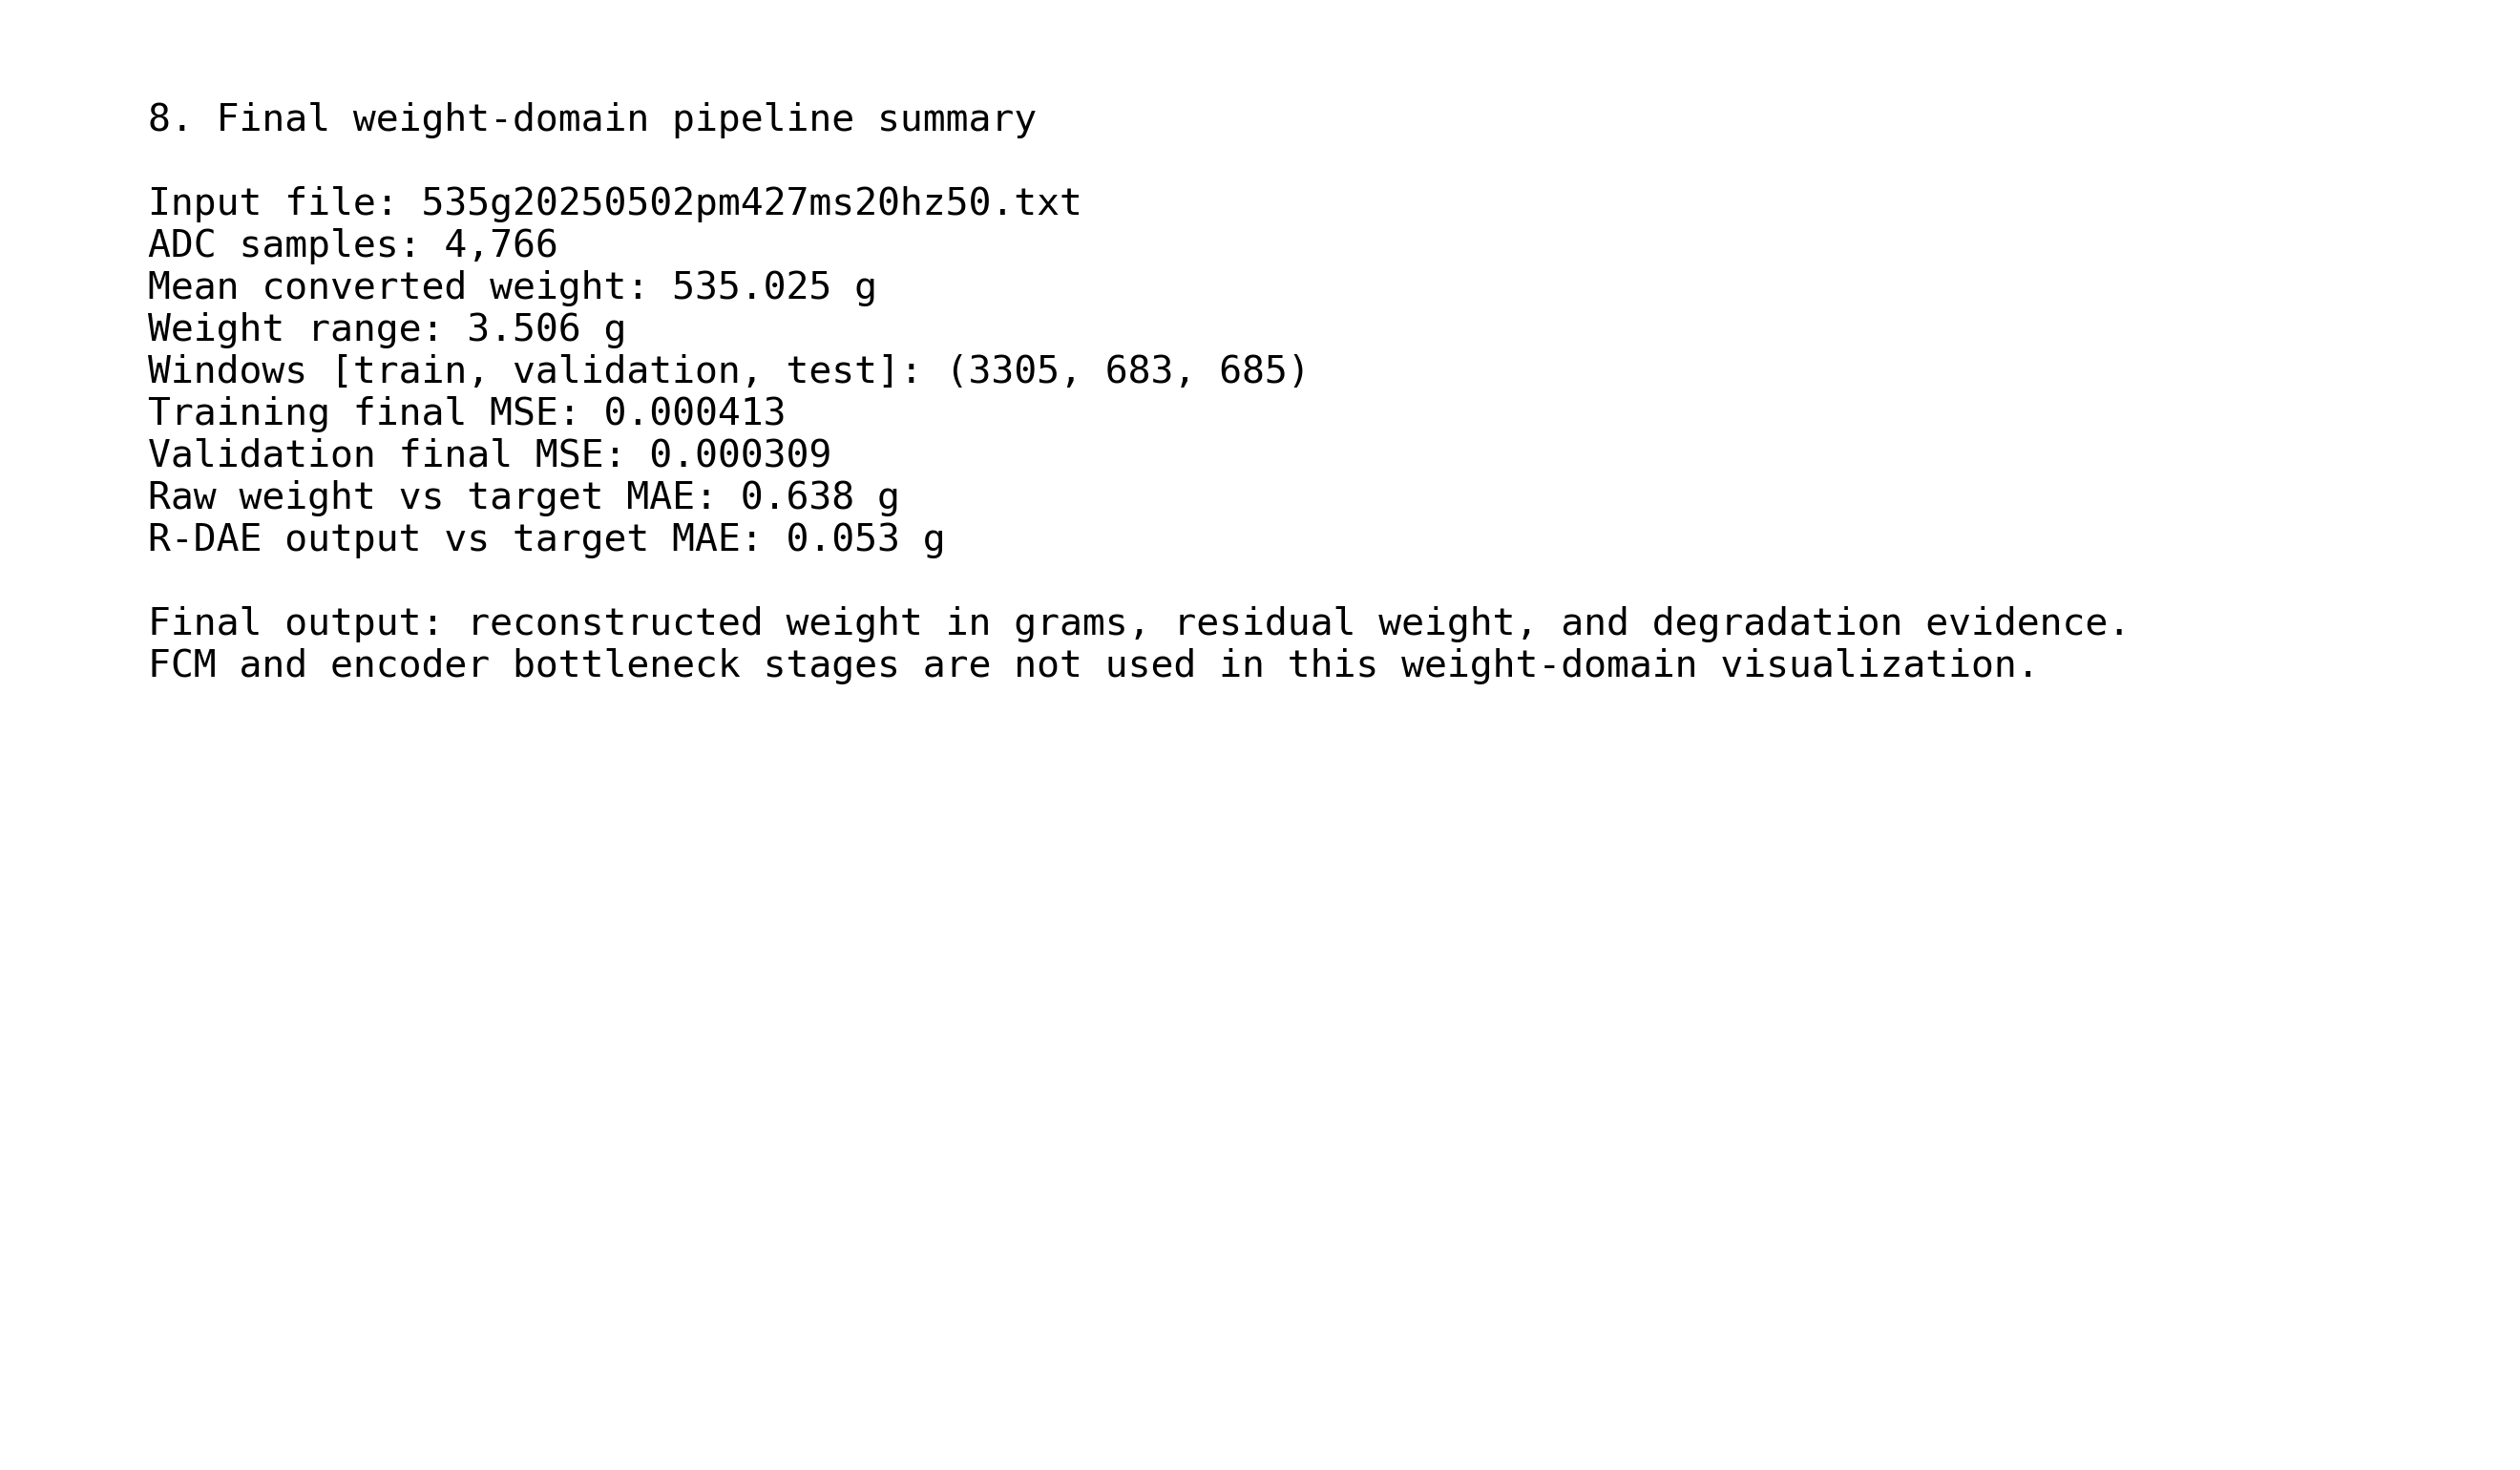 8. Final weight-domain pipeline summary
Input file: 535g20250502pm427ms20hz50.txt
ADC samples: 4,766
Mean converted weight: 535.025 g
Weight range: 3.506 g
Windows [train, validation, test]: (3305, 683, 685)
Training final MSE: 0.000413
Validation final MSE: 0.000309
Raw weight vs target MAE: 0.638 g
R-DAE output vs target MAE: 0.053 g
Final output: reconstructed weight in grams, residual weight, and degradation evidence.
FCM and encoder bottleneck stages are not used in this weight-domain visualization.